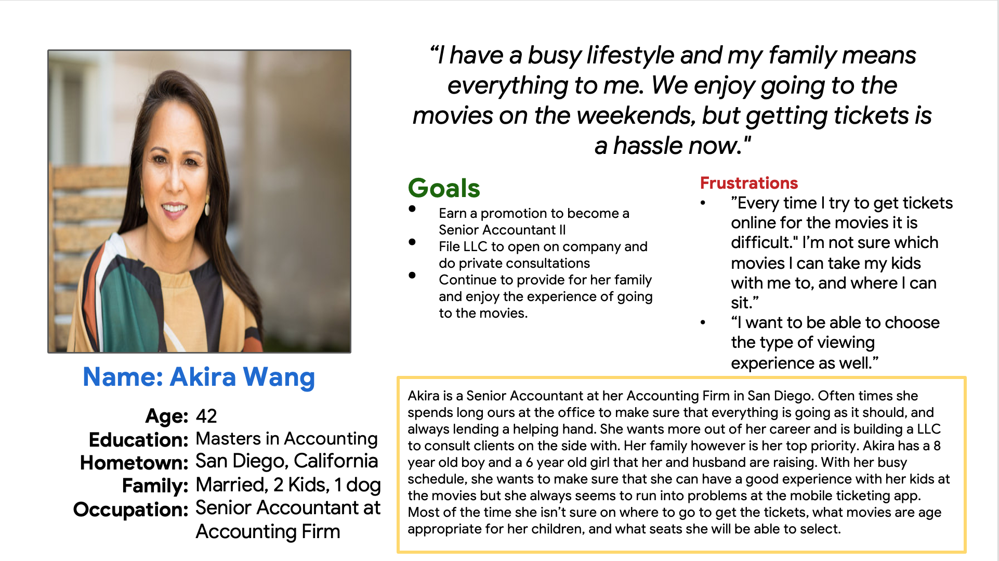 “I have a busy lifestyle and my family means
everything to me. We enjoy going to the
movies on the weekends, but getting tickets is
a hassle now."
Goals
• Earn a promotion to become a
Senior Accountant II
• File LLC to open on company and
do private consultations
• Continue to provide for her family
and enjoy the experience of going
to the movies.
Frustrations
• ”Every time I try to get tickets
online for the movies it is
difficult." I’m not sure which
movies I can take my kids
with me to, and where I can
sit.”
• “I want to be able to choose
the type of viewing
experience as well.”
Name: Akira Wang
Age: 42
Education: Masters in Accounting
Hometown: San Diego, California
Family: Married, 2 Kids, 1 dog
Occupation: Senior Accountant at
Accounting Firm
Akira is a Senior Accountant at her Accounting Firm in San Diego. Often times she
spends long ours at the office to make sure that everything is going as it should, and
always lending a helping hand. She wants more out of her career and is building a LLC
to consult clients on the side with. Her family however is her top priority. Akira has a 8
year old boy and a 6 year old girl that her and husband are raising. With her busy
schedule, she wants to make sure that she can have a good experience with her kids at
the movies but she always seems to run into problems at the mobile ticketing app.
Most of the time she isn’t sure on where to go to get the tickets, what movies are age
appropriate for her children, and what seats she will be able to select.